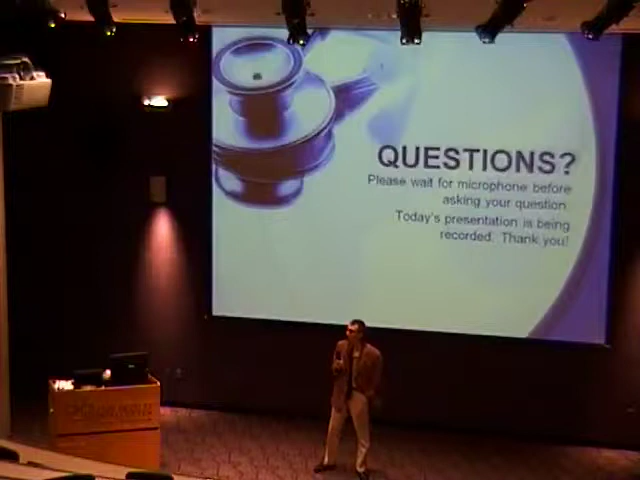 QUESTIONS?
Please wait for microphone before
asking your question.
Today's presentation is being
recorded. Thank you!